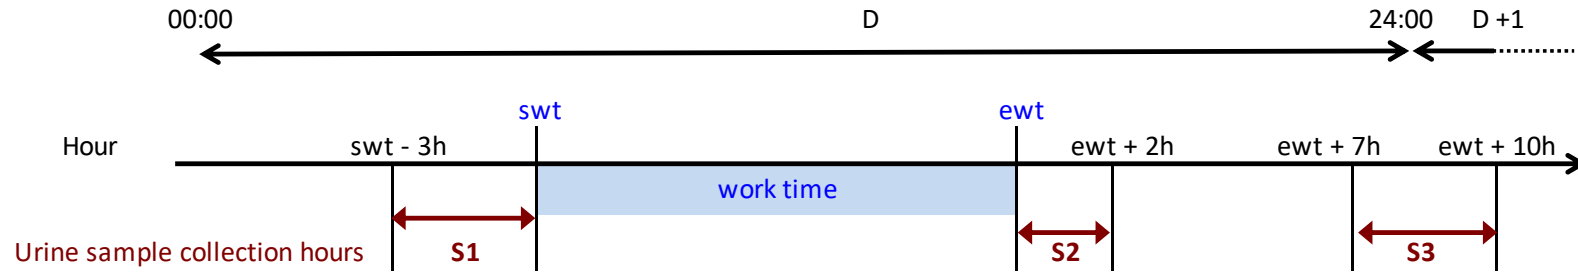 00:00 D 24:00 D +1
swt ewt
Hour swt - 3h ewt + 2h ewt + 7h ewt + 10h
work time
Urine sample collection hours S1 S2 S3